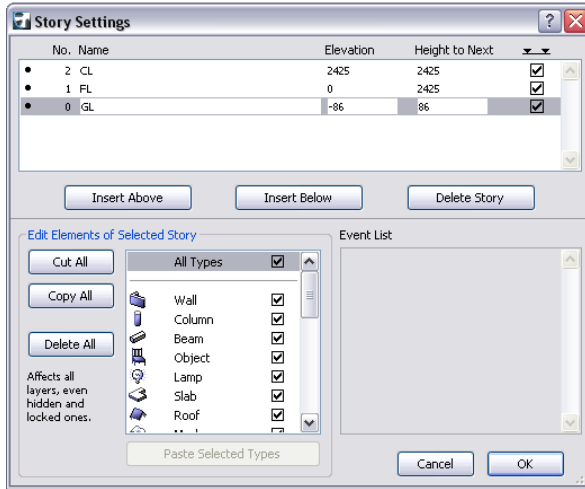 Story Settings
No. Name Elevation Height to Next
2 CL 2425 2425
1 FL 0 2425
0 GL -86 86
Insert Above Insert Below Delete Story
Edit Elements of Selected Story Event List
Cut All All Types
Copy All Wall
Column
Delete All Beam
Object
Affects all Lamp
layers, even Slab
hidden and Roof
locked ones.
Paste Selected Types
Cancel OK